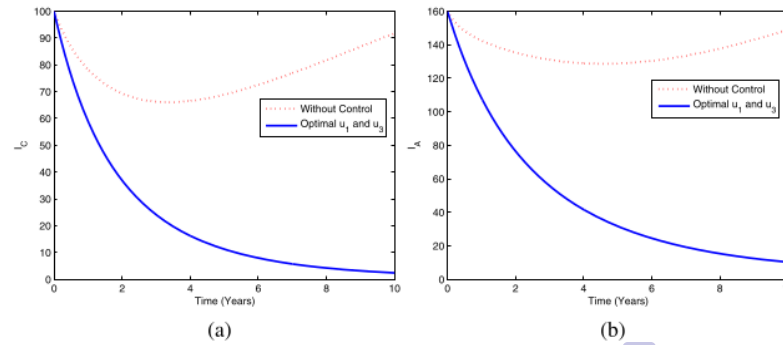 100
90
80
70
60
50
40
30
20
10
0
I_C
0 2 4 6 8 10
Time (Years)
Without Control
Optimal u_1 and u_3
(a)
160
140
120
100
80
60
40
20
0
I_A
0 2 4 6 8
Time (Years)
Without Control
Optimal u_1 and u_3
(b)